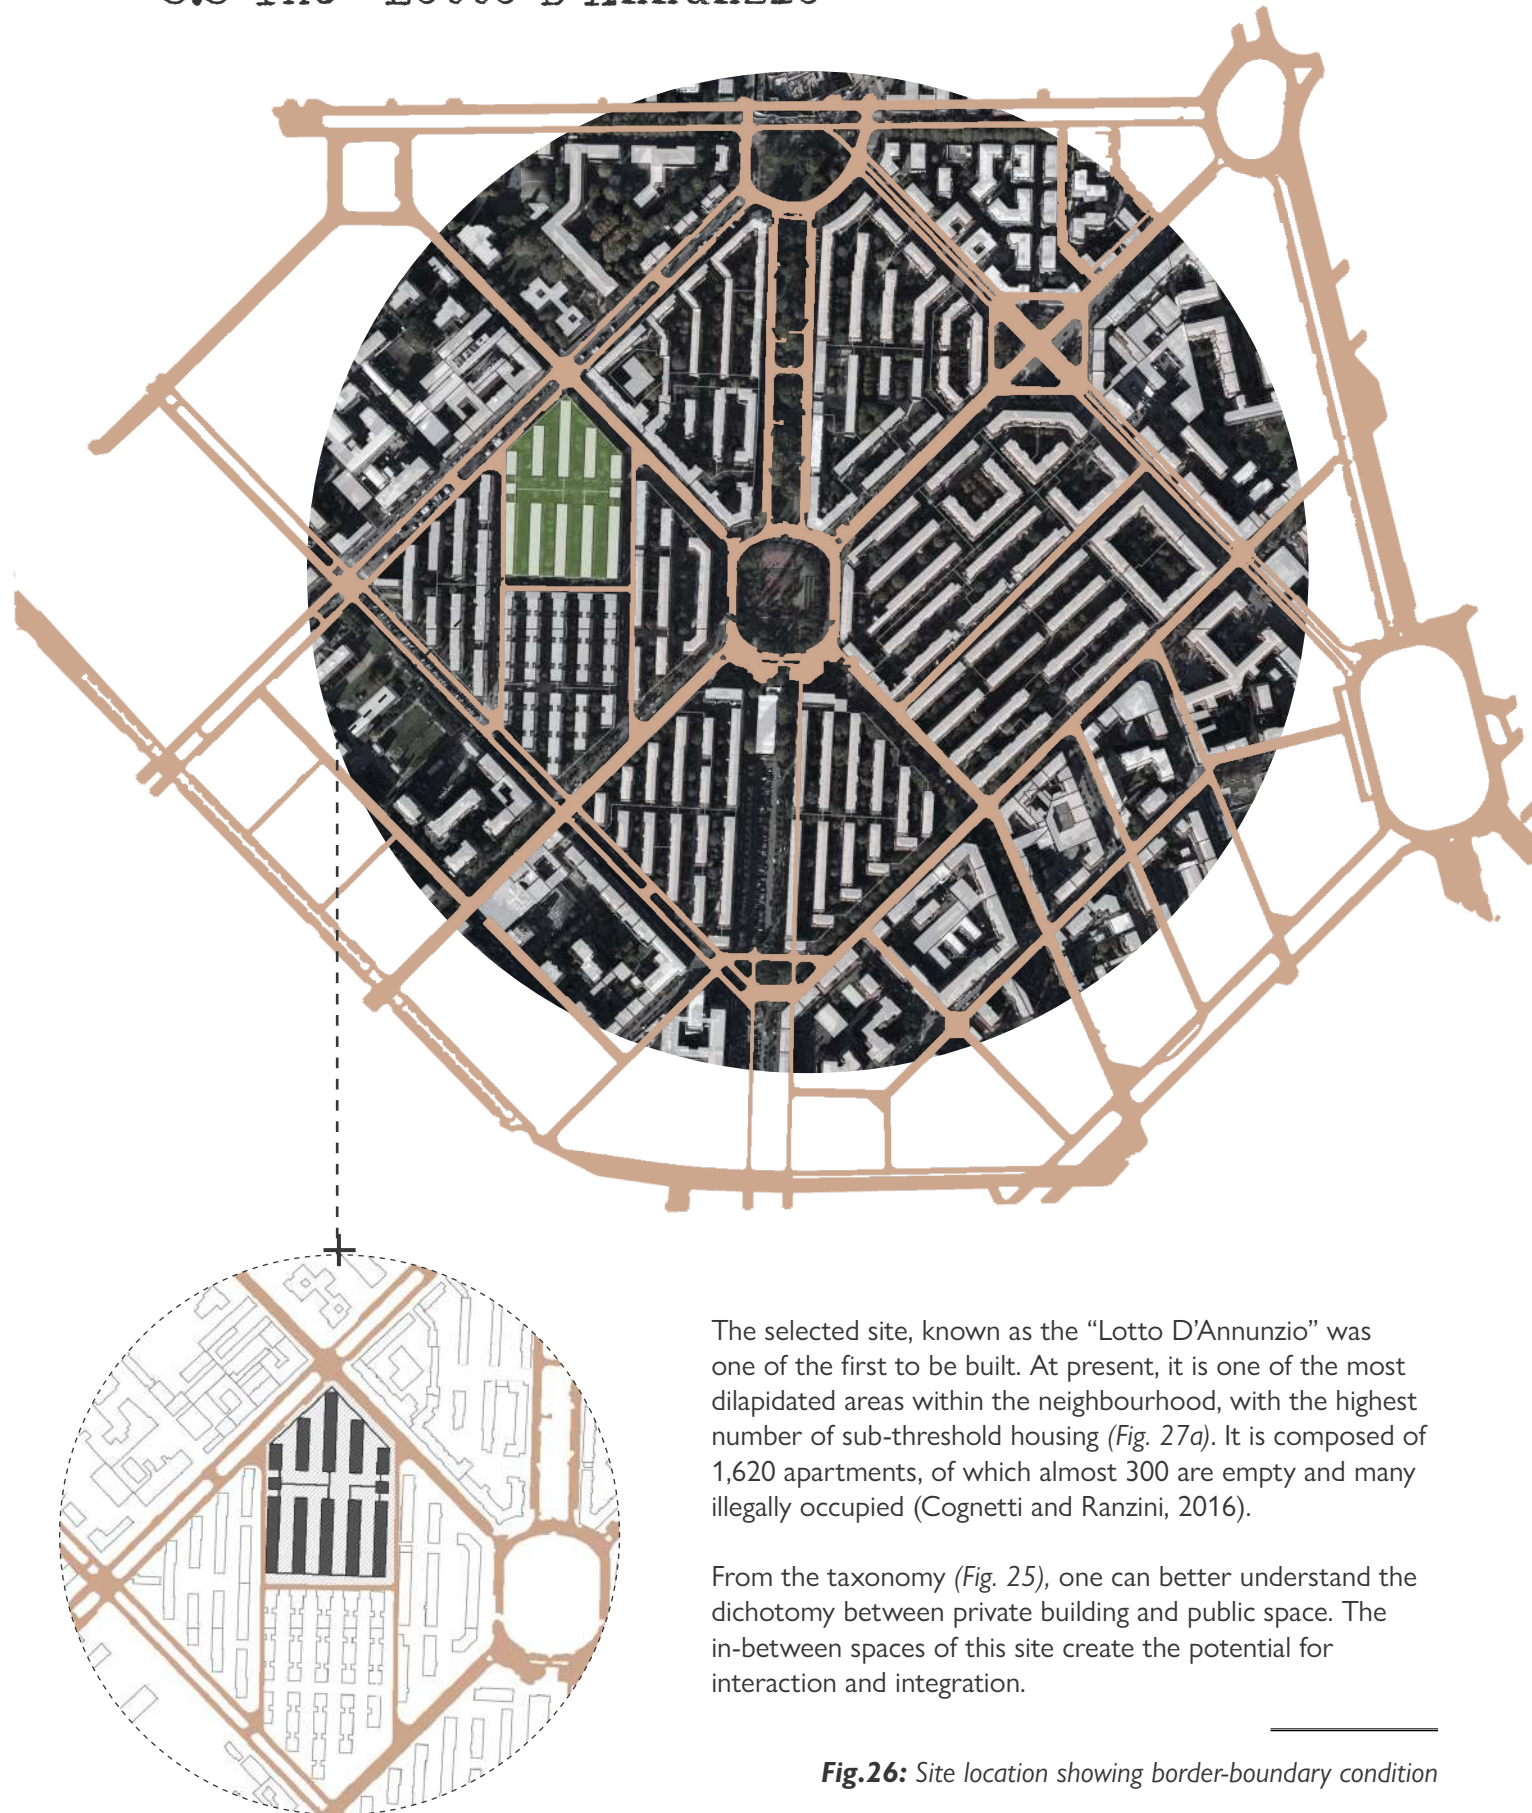 The “Lotto D'Annunzio”
The selected site, known as the “Lotto D’Annunzio” was
one of the first to be built. At present, it is one of the most
dilapidated areas within the neighbourhood, with the highest
number of sub-threshold housing (Fig. 27a). It is composed of
1,620 apartments, of which almost 300 are empty and many
illegally occupied (Cognetti and Ranzini, 2016).
From the taxonomy (Fig. 25), one can better understand the
dichotomy between private building and public space. The
in-between spaces of this site create the potential for
interaction and integration.
Fig.26: Site location showing border-boundary condition